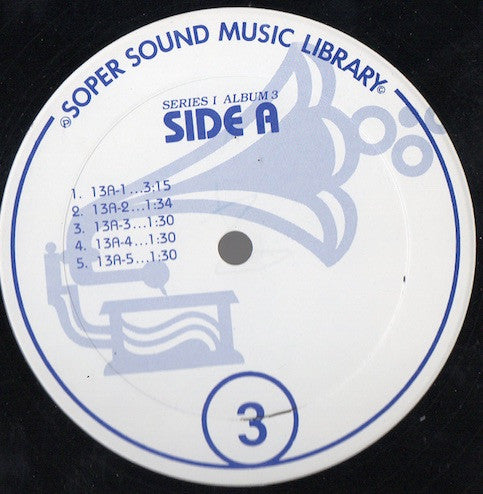 ℗SOPER SOUND MUSIC LIBRARY©
SERIES I ALBUM 3
SIDE A
1. 13A-1...3:15
2. 13A-2...1:34
3. 13A-3...1:30
4. 13A-4...1:30
5. 13A-5...1:30
3